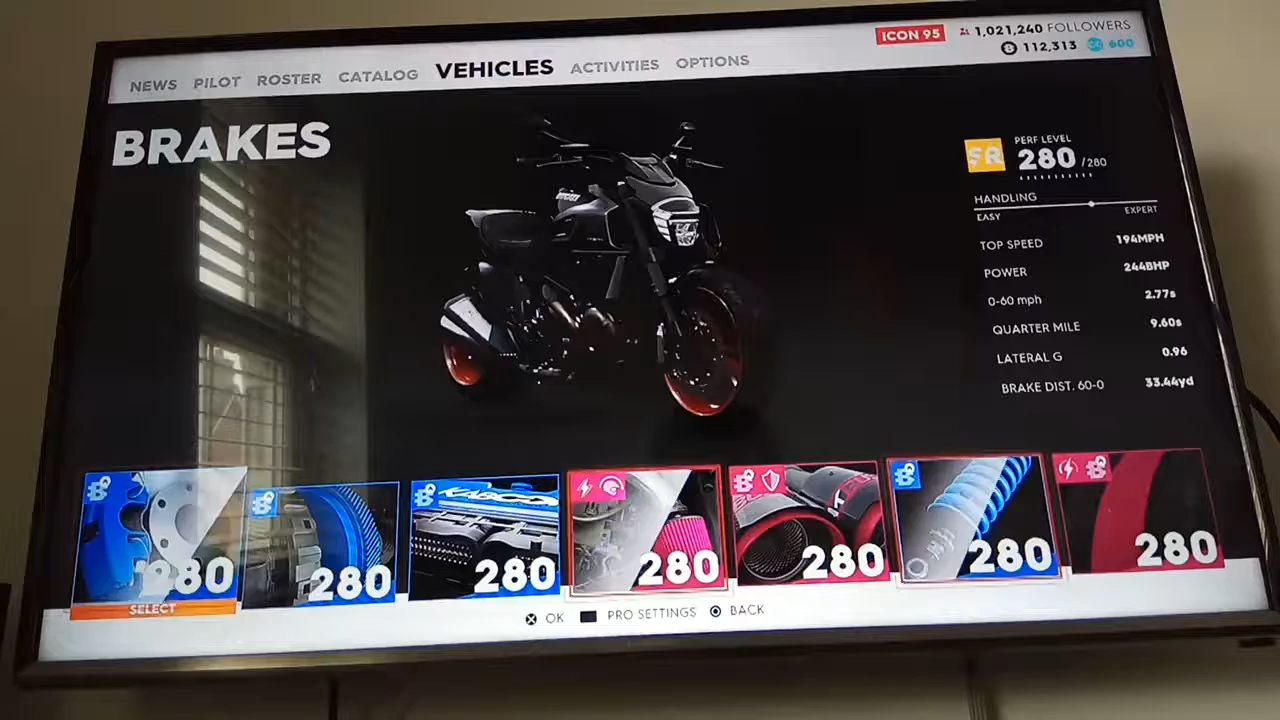 ICON 95 1,021,240 FOLLOWERS
112,313 600
NEWS PILOT ROSTER CATALOG VEHICLES ACTIVITIES OPTIONS
BRAKES
SR PERF LEVEL
280 /280
HANDLING
EASY EXPERT
TOP SPEED 194MPH
POWER 244BHP
0-60 mph 2.77s
QUARTER MILE 9.60s
LATERAL G 0.96
BRAKE DIST. 60-0 33.44yd
280 280 280 280 280 280 280
SELECT
OK PRO SETTINGS BACK